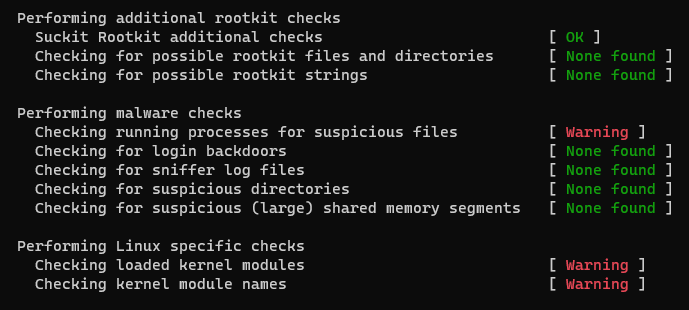 Performing additional rootkit checks
Suckit Rootkit additional checks [ OK ]
Checking for possible rootkit files and directories [ None found ]
Checking for possible rootkit strings [ None found ]
Performing malware checks
Checking running processes for suspicious files [ Warning ]
Checking for login backdoors [ None found ]
Checking for sniffer log files [ None found ]
Checking for suspicious directories [ None found ]
Checking for suspicious (large) shared memory segments [ None found ]
Performing Linux specific checks
Checking loaded kernel modules [ Warning ]
Checking kernel module names [ Warning ]